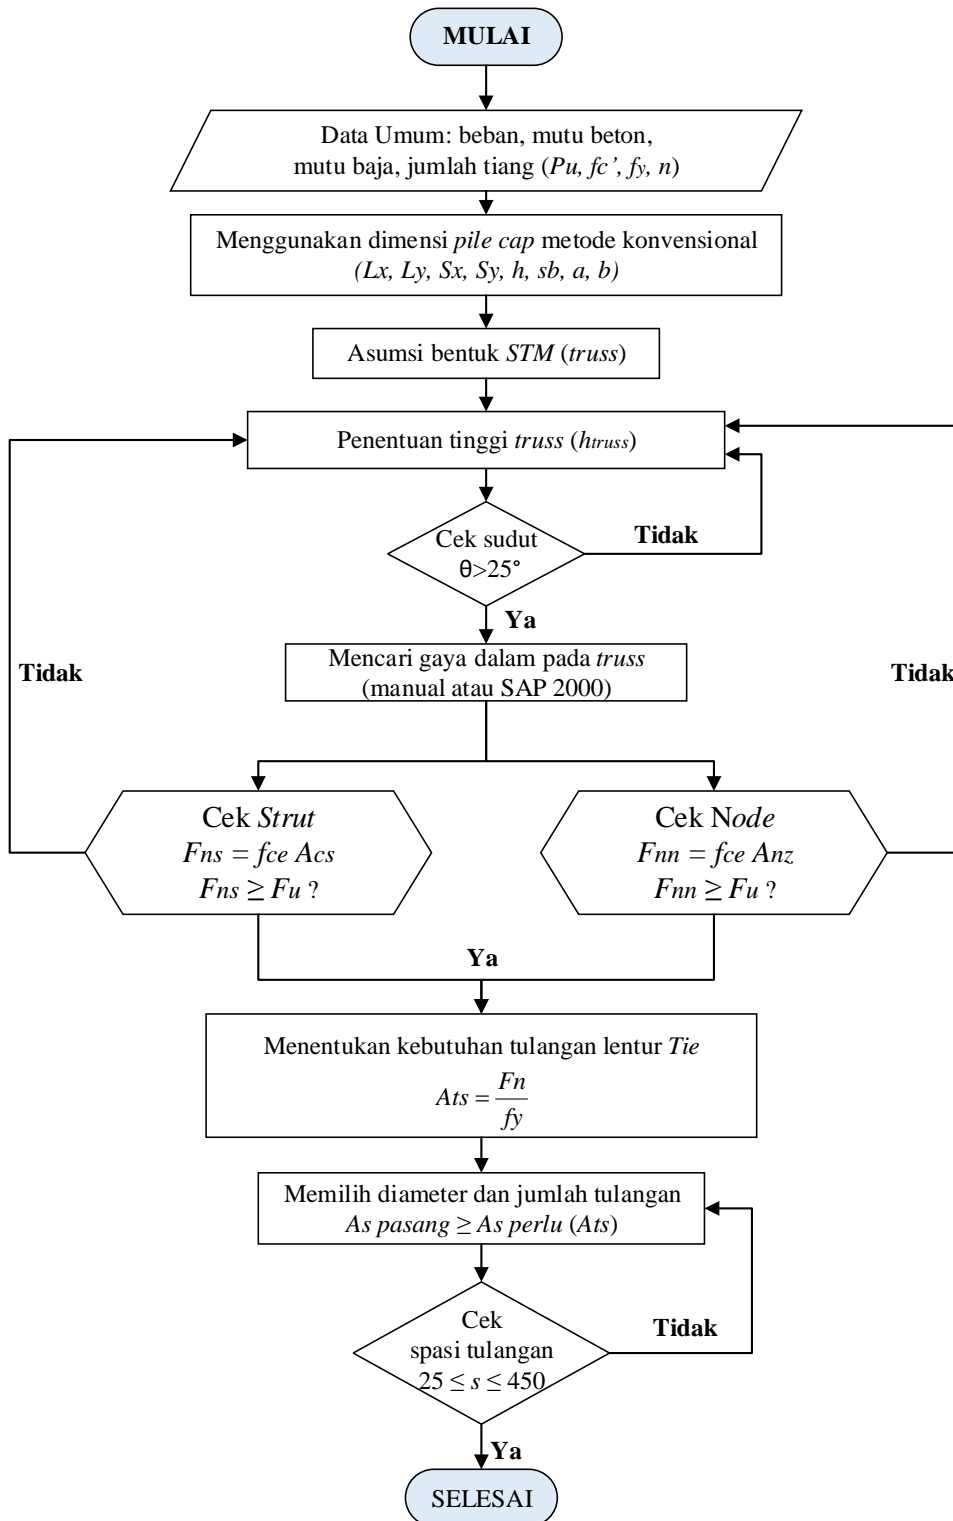 MULAI
Data Umum: beban, mutu beton,
mutu baja, jumlah tiang (Pu, fc’, fy, n)
Menggunakan dimensi pile cap metode konvensional
(Lx, Ly, Sx, Sy, h, sb, a, b)
Asumsi bentuk STM (truss)
Penentuan tinggi truss (htruss)
Cek sudut
θ>25°
Tidak
Ya
Mencari gaya dalam pada truss
(manual atau SAP 2000)
Tidak
Tidak
Cek Strut
Fns = fce Acs
Fns ≥ Fu ?
Cek Node
Fnn = fce Anz
Fnn ≥ Fu ?
Ya
Menentukan kebutuhan tulangan lentur Tie
Ats = Fn
fy
Memilih diameter dan jumlah tulangan
As pasang ≥ As perlu (Ats)
Cek
spasi tulangan
25 ≤ s ≤ 450
Tidak
Ya
SELESAI